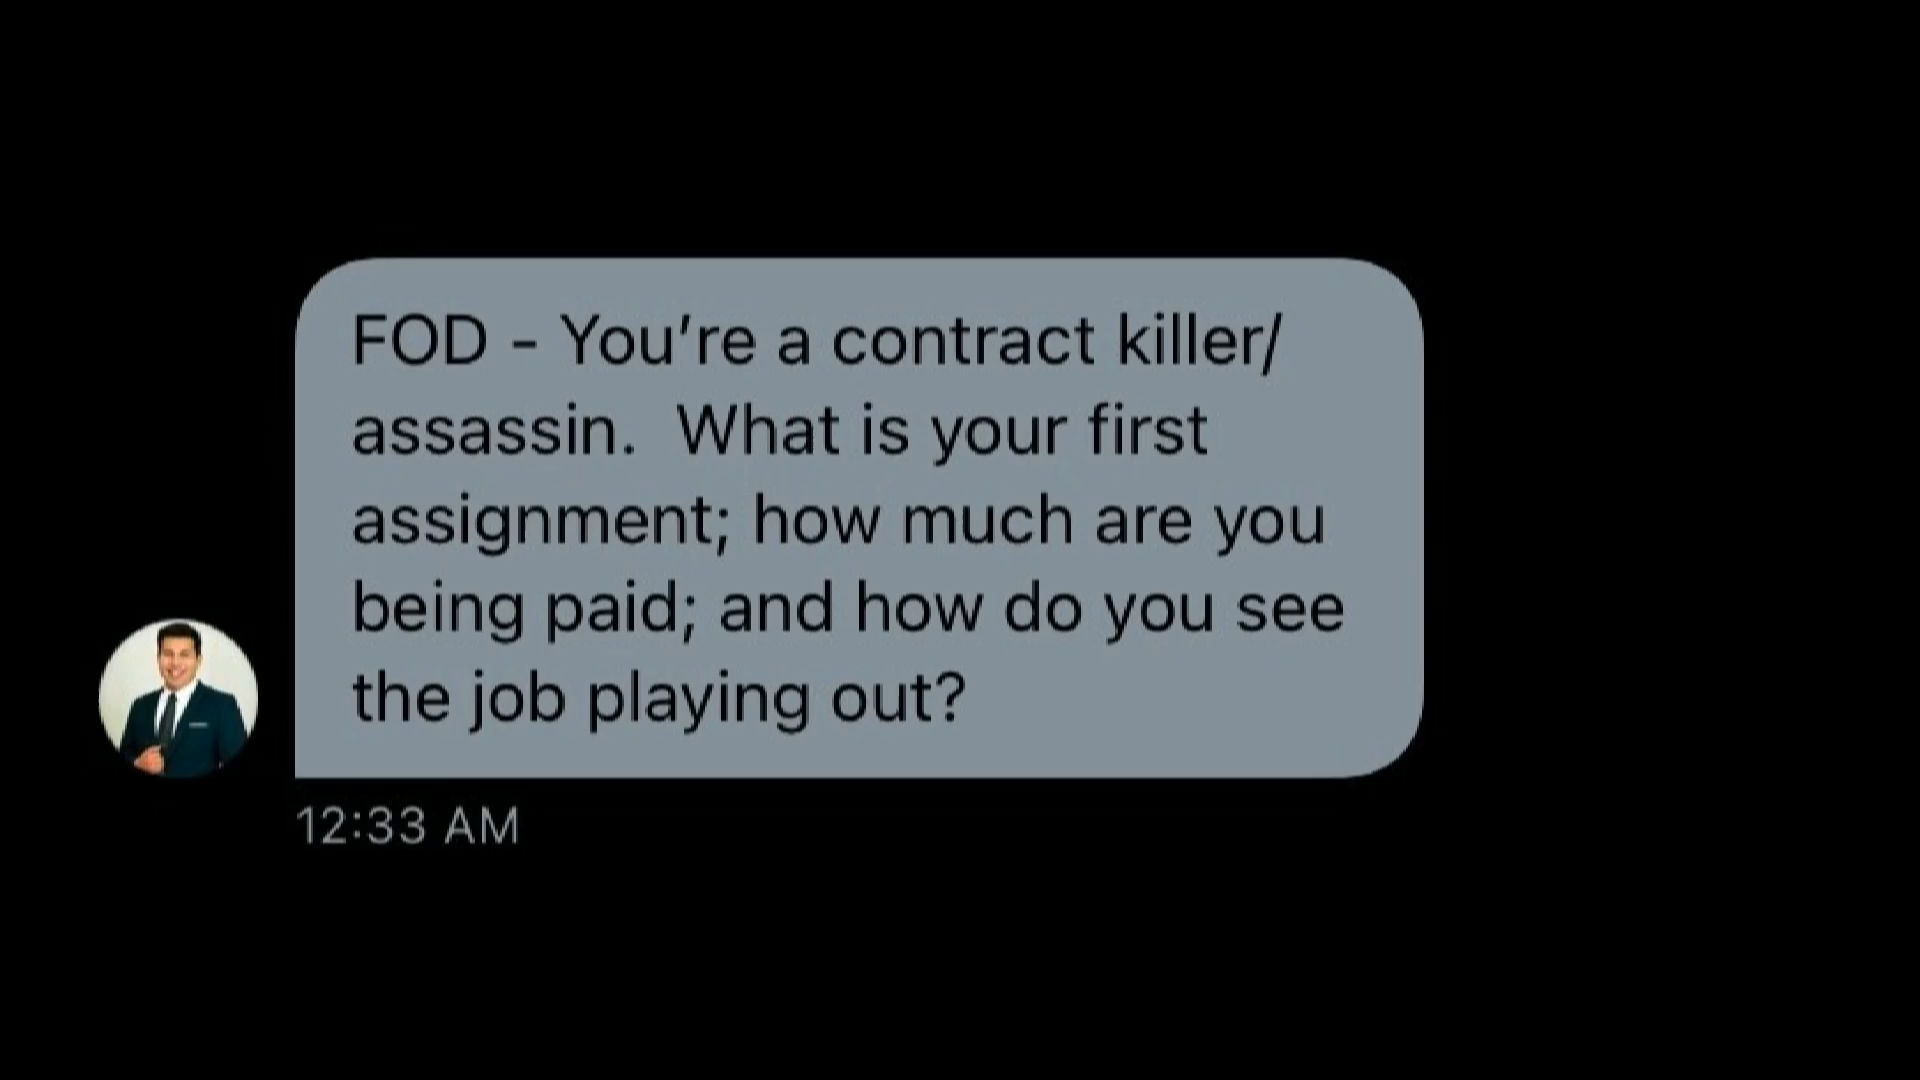 FOD - You’re a contract killer/
assassin.  What is your first
assignment; how much are you
being paid; and how do you see
the job playing out?
12:33 AM